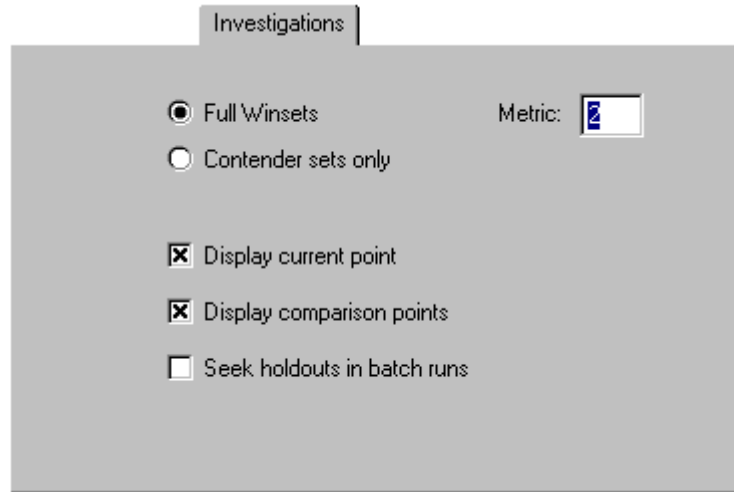 Investigations
Full Winsets Metric: 2
Contender sets only
Display current point
Display comparison points
Seek holdouts in batch runs